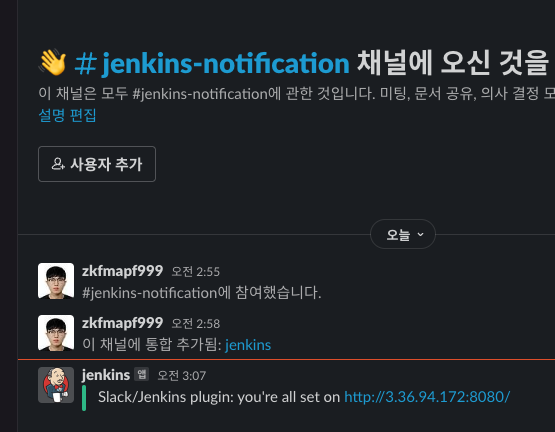 👋 # jenkins-notification 채널에 오신 것을
이 채널은 모두 #jenkins-notification에 관한 것입니다. 미팅, 문서 공유, 의사 결정 모
설명 편집
사용자 추가
오늘
zkfmapf999 오전 2:55
#jenkins-notification에 참여했습니다.
zkfmapf999 오전 2:58
이 채널에 통합 추가됨: jenkins
jenkins 앱 오전 3:07
Slack/Jenkins plugin: you're all set on http://3.36.94.172:8080/